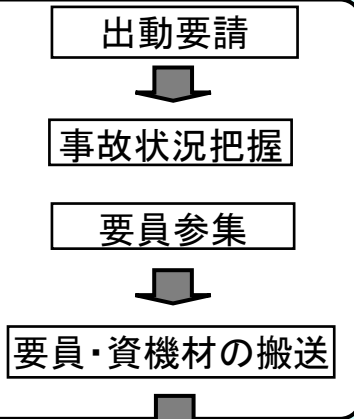 出動要請
事故状況把握
要員参集
要員・資機材の搬送